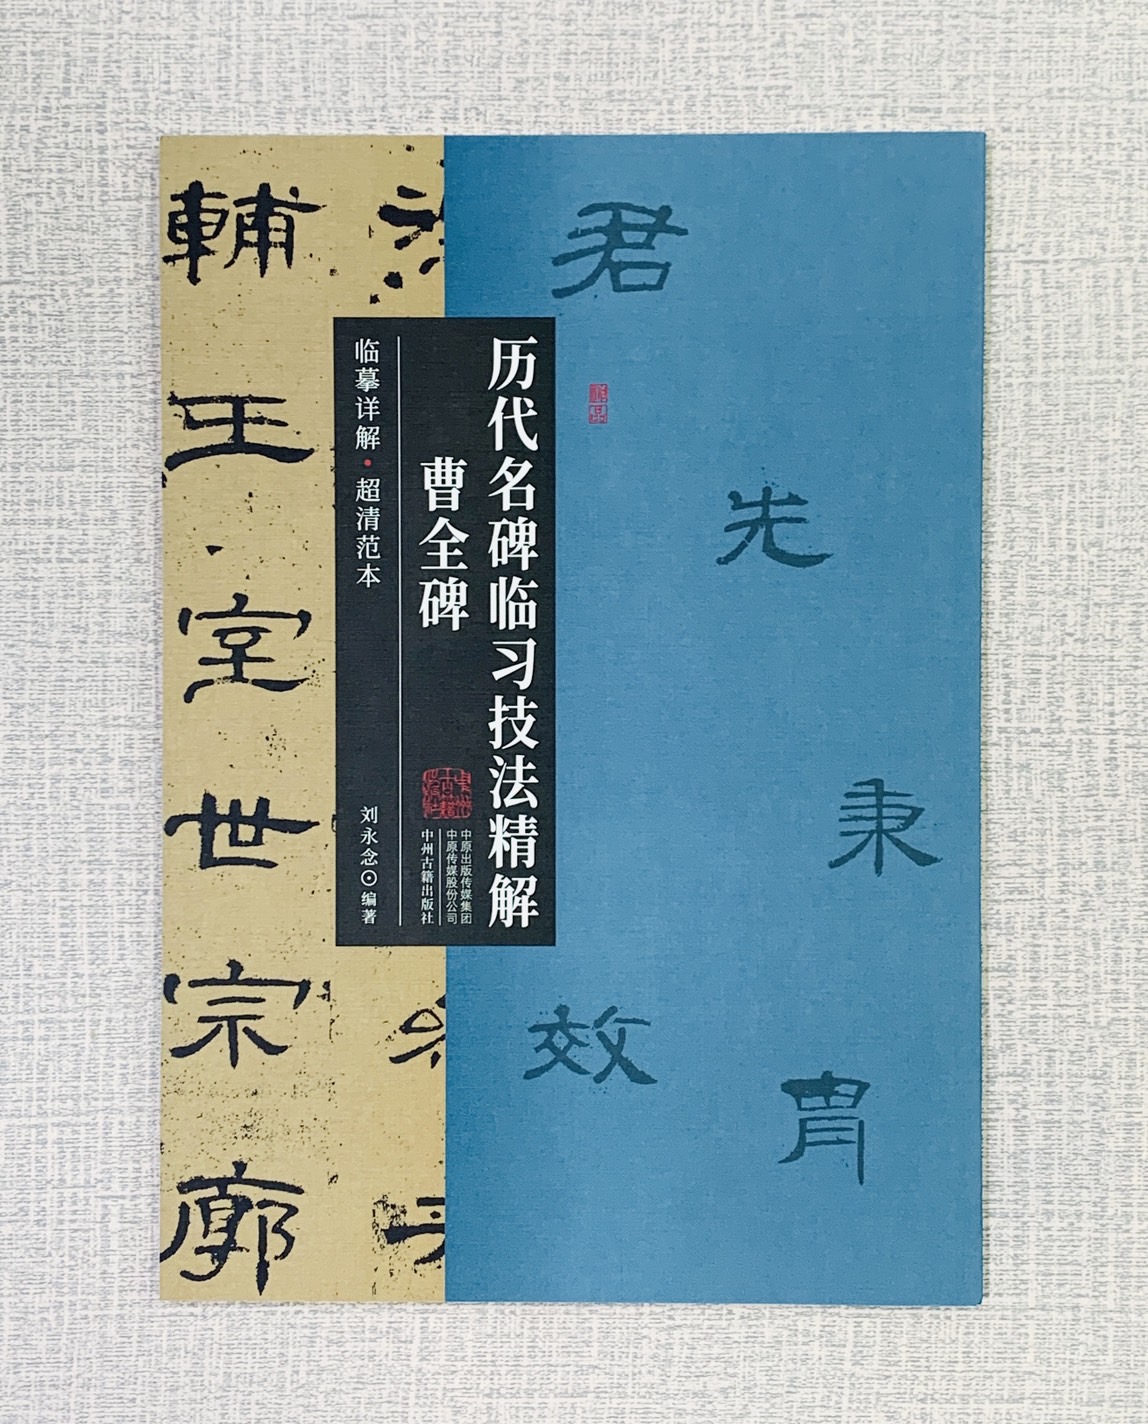 历代名碑临习技法精解
曹全碑
中原出版传媒集团
中原传媒股份公司
中州古籍出版社
临摹详解·超清范本
刘永念⊙编著
君
先
秉
效
胄
輔
王
室
世
宗
廓